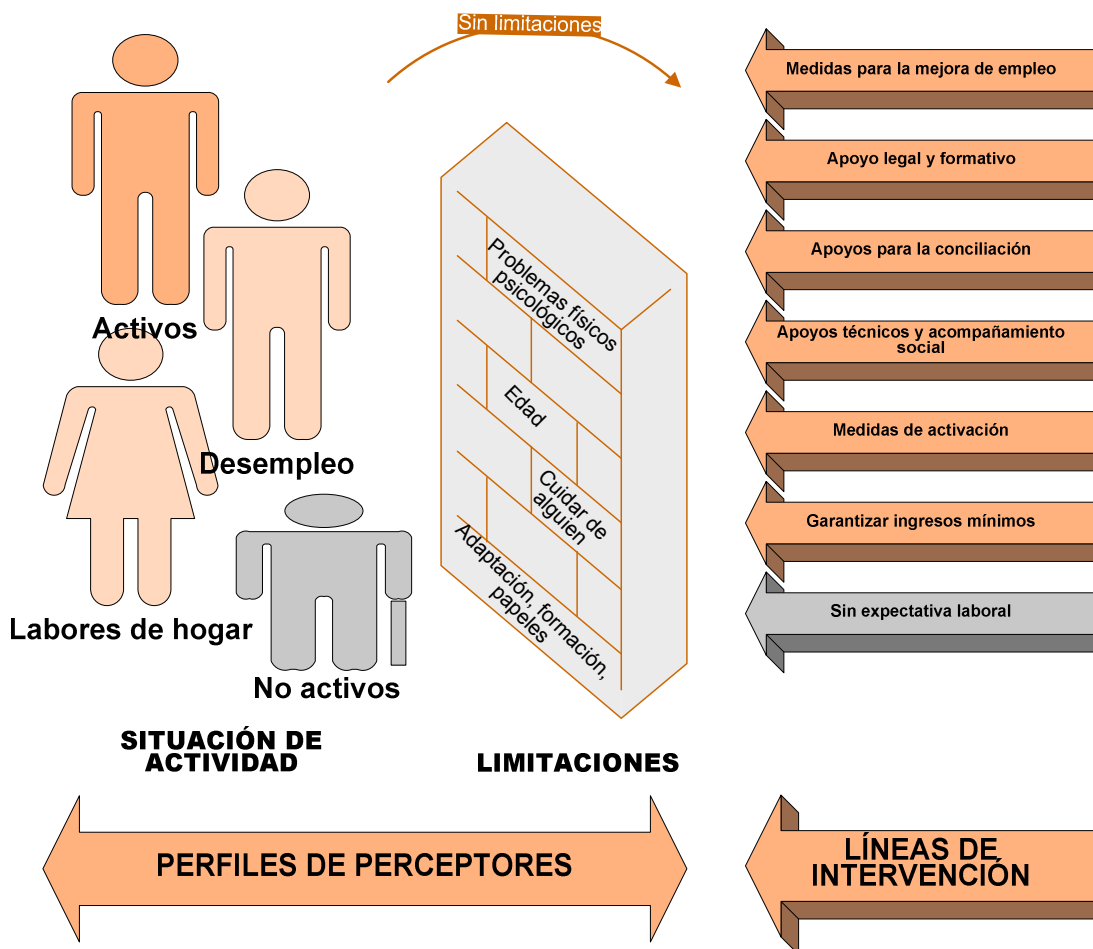 Sin limitaciones
Activos
Desempleo
Labores de hogar
No activos
SITUACIÓN DE
ACTIVIDAD
Problemas físicos
psicológicos
Edad
Cuidar de
alguien
Adaptación, formación,
papeles
LIMITACIONES
Medidas para la mejora de empleo
Apoyo legal y formativo
Apoyos para la conciliación
Apoyos técnicos y acompañamiento
social
Medidas de activación
Garantizar ingresos mínimos
Sin expectativa laboral
PERFILES DE PERCEPTORES
LÍNEAS DE
INTERVENCIÓN